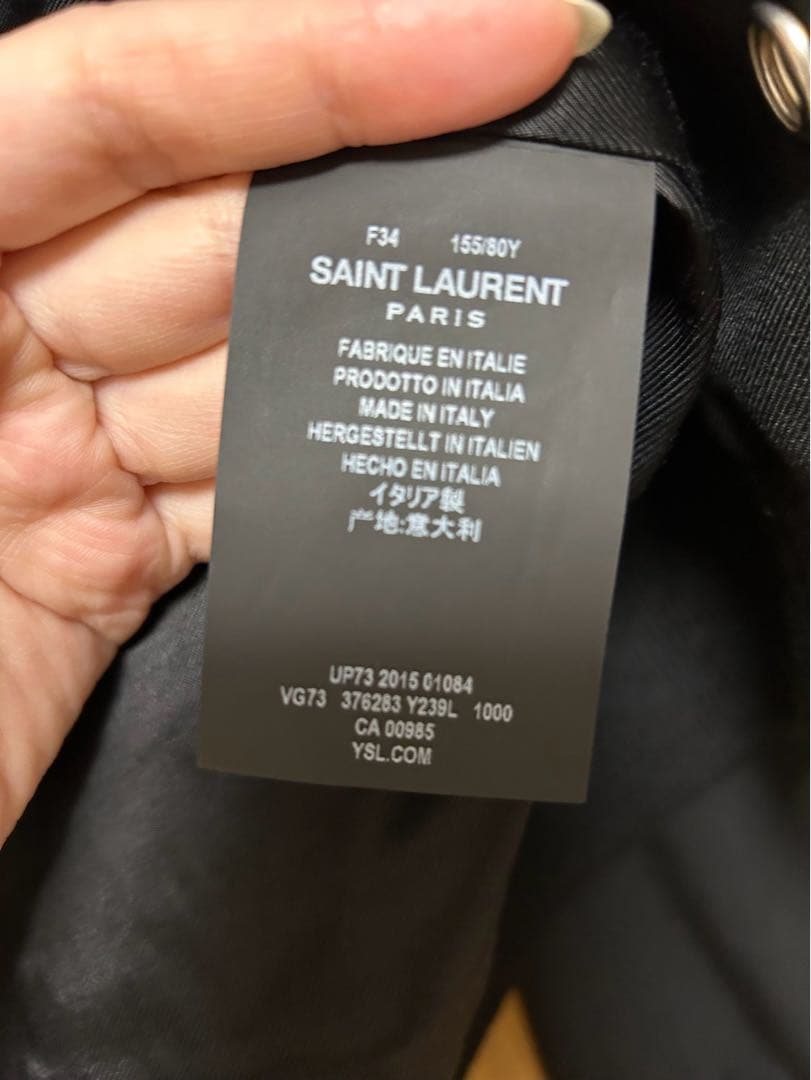 F34 155/80Y
SAINT LAURENT
PARIS
FABRIQUE EN ITALIE
PRODOTTO IN ITALIA
MADE IN ITALY
HERGESTELLT IN ITALIEN
HECHO EN ITALIA
イタリア製
产地:意大利
UP73 2015 01084
VG73 376283 Y239L 1000
CA 00985
YSL.COM